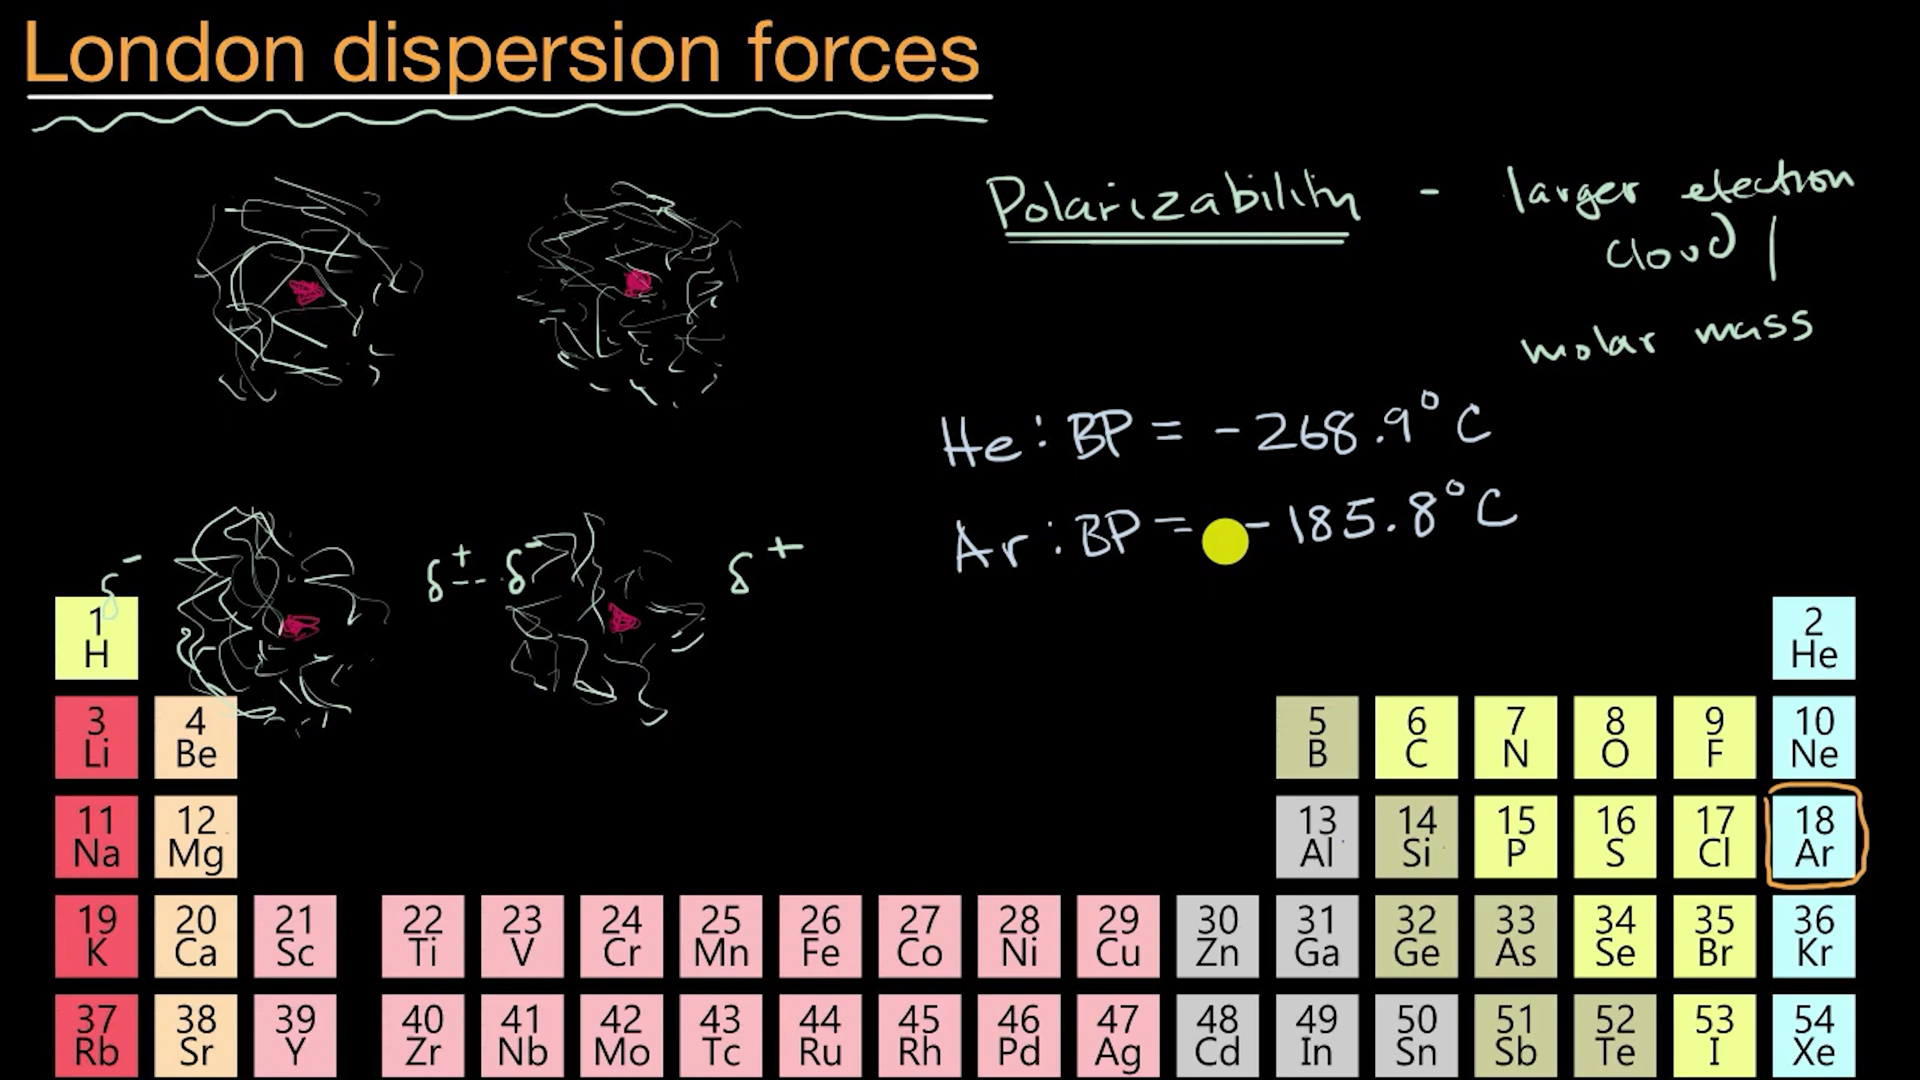 London dispersion forces
Polarizability - larger electron
cloud /
molar mass
He: BP = -268.9°C
Ar: BP = -185.8°C
δ- δ+ -- δ- δ+
1 2
H He
3 4 5 6 7 8 9 10
Li Be B C N O F Ne
11 12 13 14 15 16 17 18
Na Mg Al Si P S Cl Ar
19 20 21 22 23 24 25 26 27 28 29 30 31 32 33 34 35 36
K Ca Sc Ti V Cr Mn Fe Co Ni Cu Zn Ga Ge As Se Br Kr
37 38 39 40 41 42 43 44 45 46 47 48 49 50 51 52 53 54
Rb Sr Y Zr Nb Mo Tc Ru Rh Pd Ag Cd In Sn Sb Te I Xe